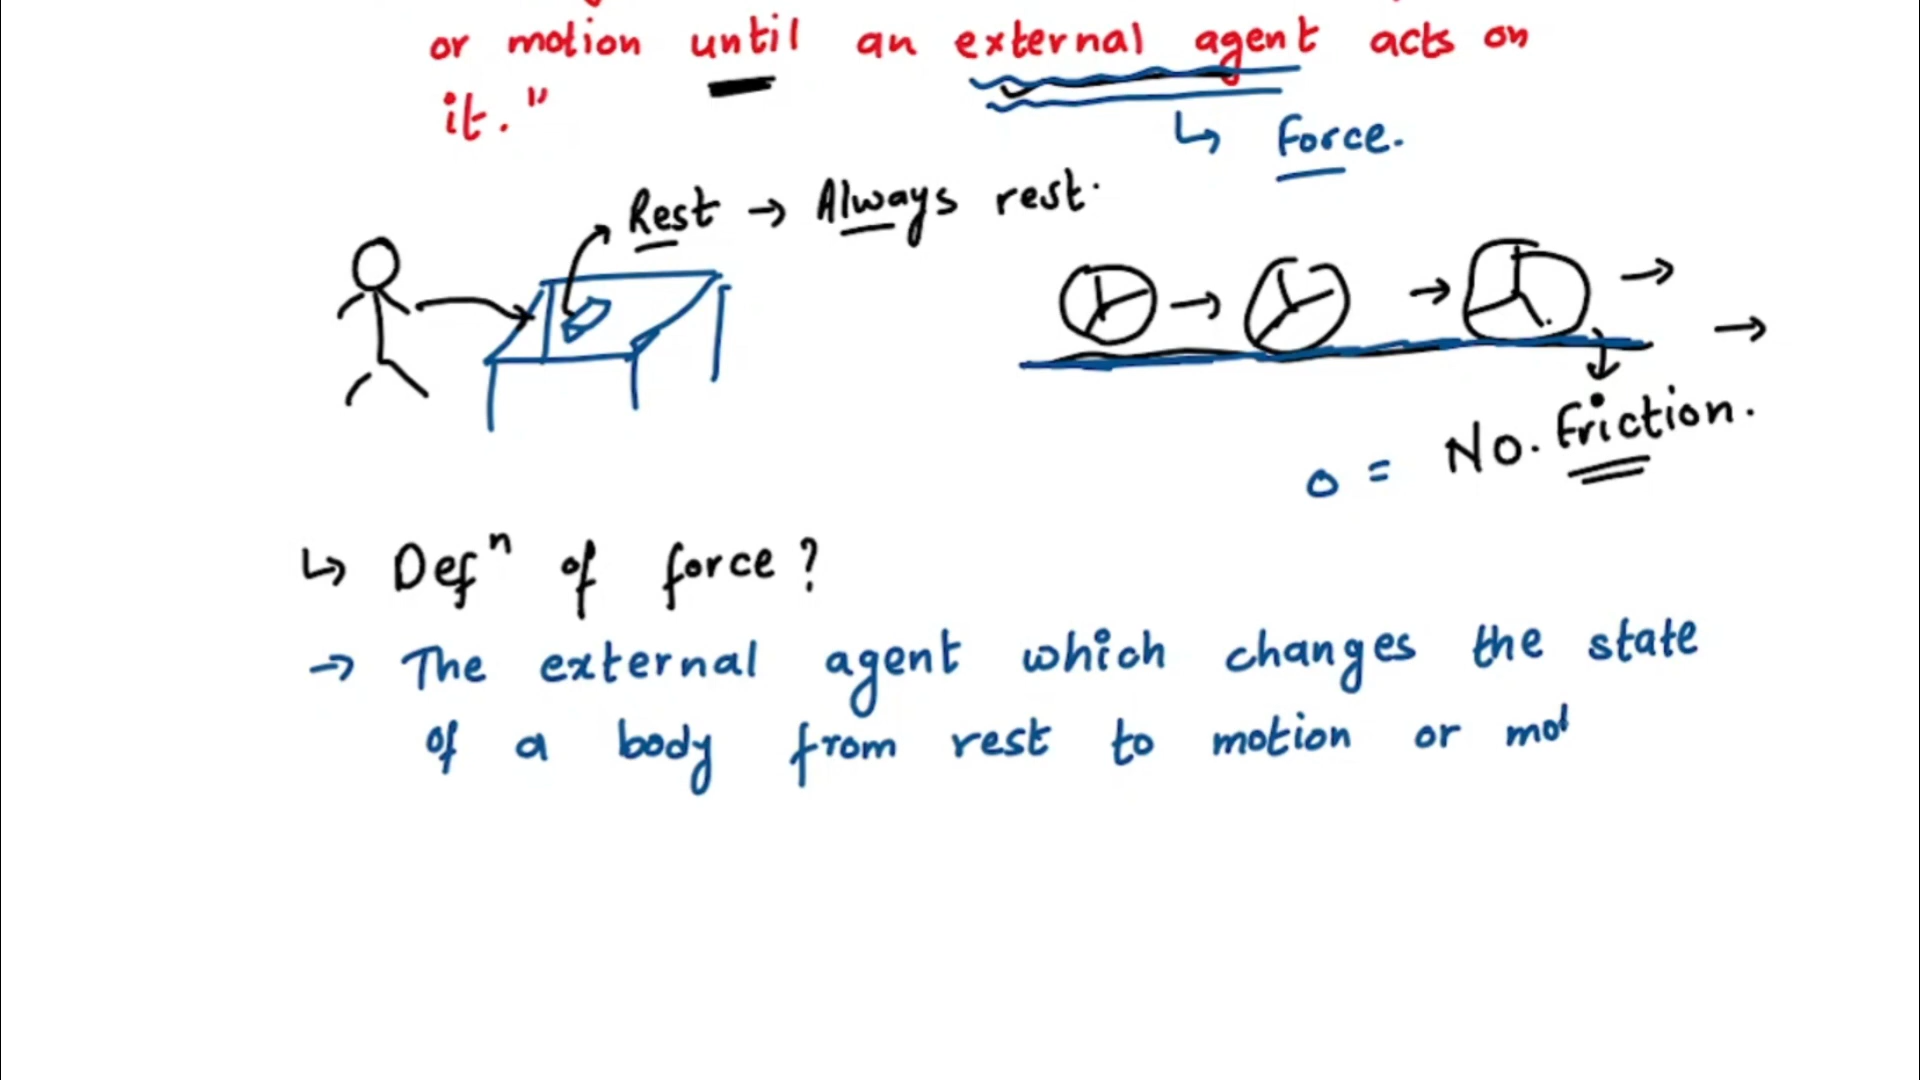 or motion until an external agent acts on
it."
↳ Force.
Rest → Always rest.
0 = No. Friction.
↳ Defⁿ of force?
→ The external agent which changes the state
of a body from rest to motion or mot